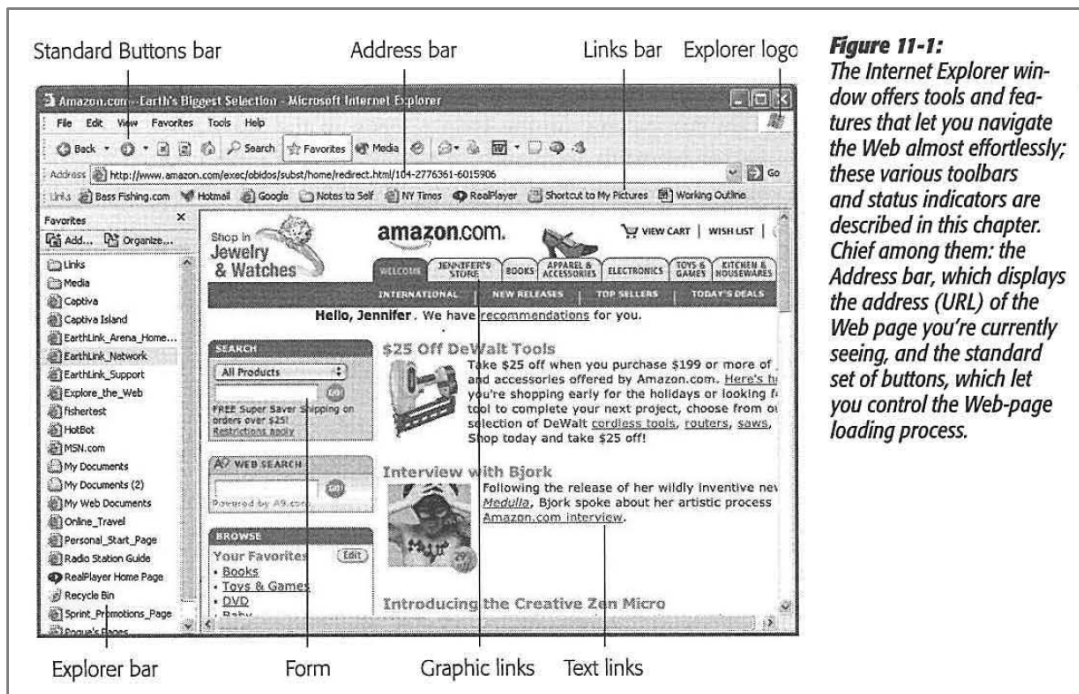 Standard Buttons bar
Address bar
Links bar
Explorer logo
Amazon.com--Earth's Biggest Selection - Microsoft Internet Explorer
File Edit View Favorites Tools Help
Back Search Favorites Media
Address http://www.amazon.com/exec/obidos/subst/home/redirect.html/104-2776361-6015906 Go
Links Bass Fishing.com Hotmail Google Notes to Self NY Times RealPlayer Shortcut to My Pictures Working Outline
Favorites
Add... Organize...
Links
Media
Captiva
Captiva Island
EarthLink_Arena_Home...
EarthLink_Network
EarthLink_Support
Explore_the_Web
fishertest
HotBot
MSN.com
My Documents
My Documents (2)
My Web Documents
Online_Travel
Personal_Start_Page
Radio Station Guide
RealPlayer Home Page
Recycle Bin
Sprint_Promotions_Page
Pogue's Pages
Shop in
Jewelry
& Watches
amazon.com.
VIEW CART | WISH LIST |
WELCOME
JENNIFER'S
STORE
BOOKS
APPAREL &
ACCESSORIES
ELECTRONICS
TOYS &
GAMES
KITCHEN &
HOUSEWARES
INTERNATIONAL | NEW RELEASES | TOP SELLERS | TODAY'S DEALS
Hello, Jennifer. We have recommendations for you.
SEARCH
All Products
GO!
FREE Super Saver Shipping on
orders over $25!
Restrictions apply
WEB SEARCH
GO!
Powered by A9.com
BROWSE
Your Favorites Edit
• Books
• Toys & Games
• DVD
• Baby
$25 Off DeWalt Tools
Take $25 off when you purchase $199 or more of
and accessories offered by Amazon.com. Here's
you're shopping early for the holidays or looking
tool to complete your next project, choose from
selection of DeWalt cordless tools, routers, saws,
Shop today and take $25 off!
Interview with Bjork
Following the release of her wildly inventive
Medulla, Bjork spoke about her artistic process
Amazon.com interview.
Introducing the Creative Zen Micro
Explorer bar
Form
Graphic links
Text links
Figure 11-1:
The Internet Explorer win-
dow offers tools and fea-
tures that let you navigate
the Web almost effortlessly;
these various toolbars
and status indicators are
described in this chapter.
Chief among them: the
Address bar, which displays
the address (URL) of the
Web page you're currently
seeing, and the standard
set of buttons, which let
you control the Web-page
loading process.